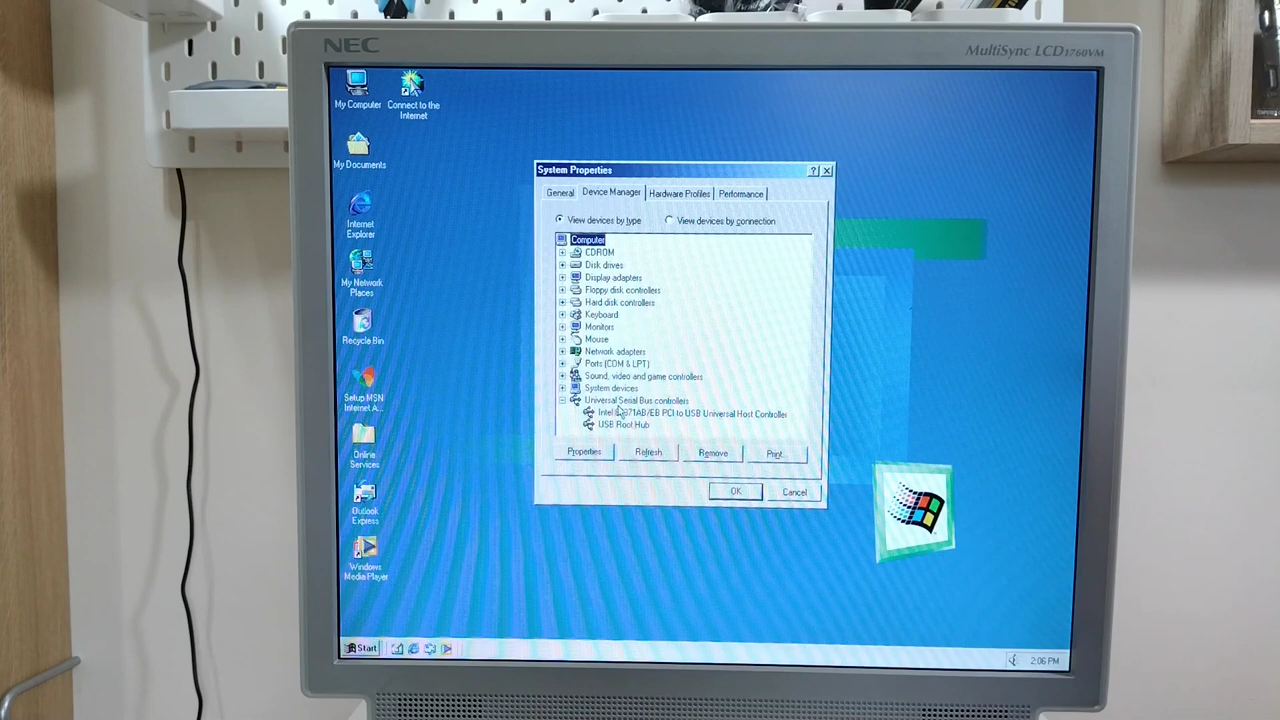 NEC
MultiSync LCD1760VM
My Computer
Connect to the
Internet
My Documents
Internet
Explorer
My Network
Places
Recycle Bin
Setup MSN
Internet A...
Online
Services
Outlook
Express
Windows
Media Player
System Properties
General
Device Manager
Hardware Profiles
Performance
View devices by type
View devices by connection
Computer
CDROM
Disk drives
Display adapters
Floppy disk controllers
Hard disk controllers
Keyboard
Monitors
Mouse
Network adapters
Ports (COM & LPT)
Sound, video and game controllers
System devices
Universal Serial Bus controllers
Intel 82371AB/EB PCI to USB Universal Host Controller
USB Root Hub
Properties
Refresh
Remove
Print...
OK
Cancel
Start
2:06 PM